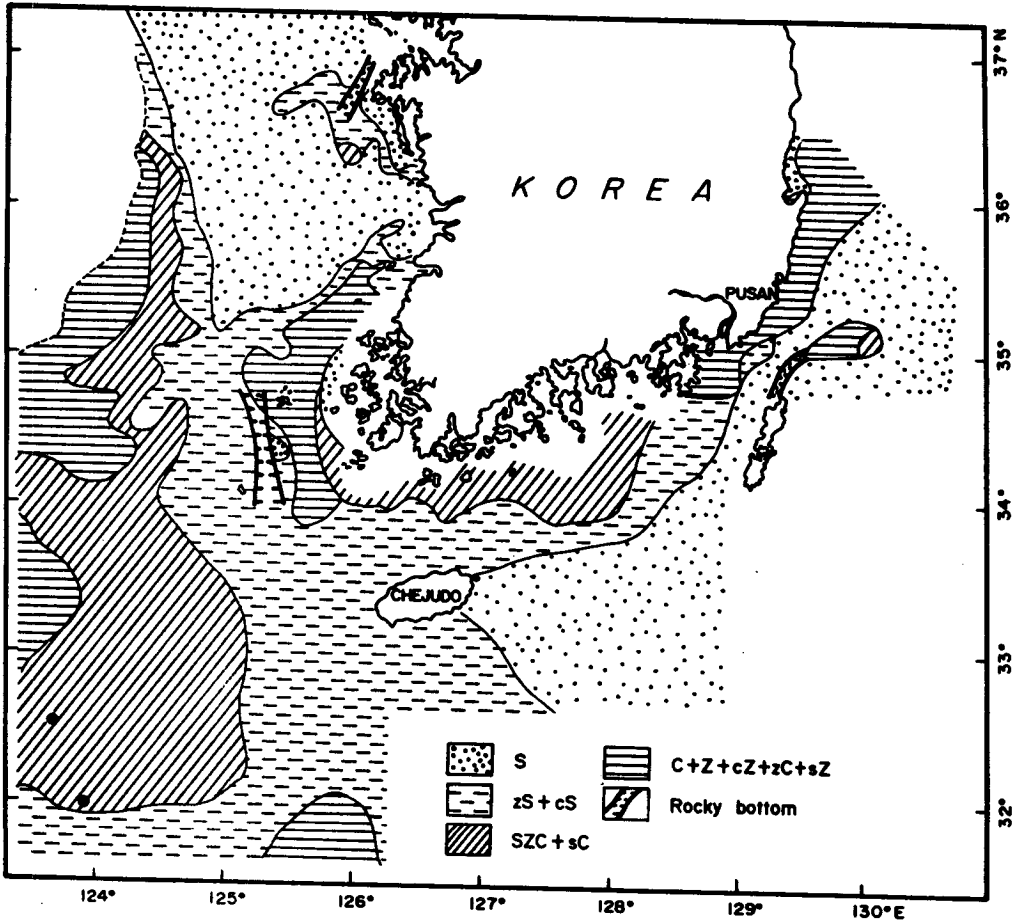 37° N
KOREA
36°
PUSAN
35°
34°
CHEJUDO
33°
S
C+Z+cZ+zC+sZ
zS+cS
Rocky bottom
SZC+sC
32°
124°
125°
126°
127°
128°
129°
130° E